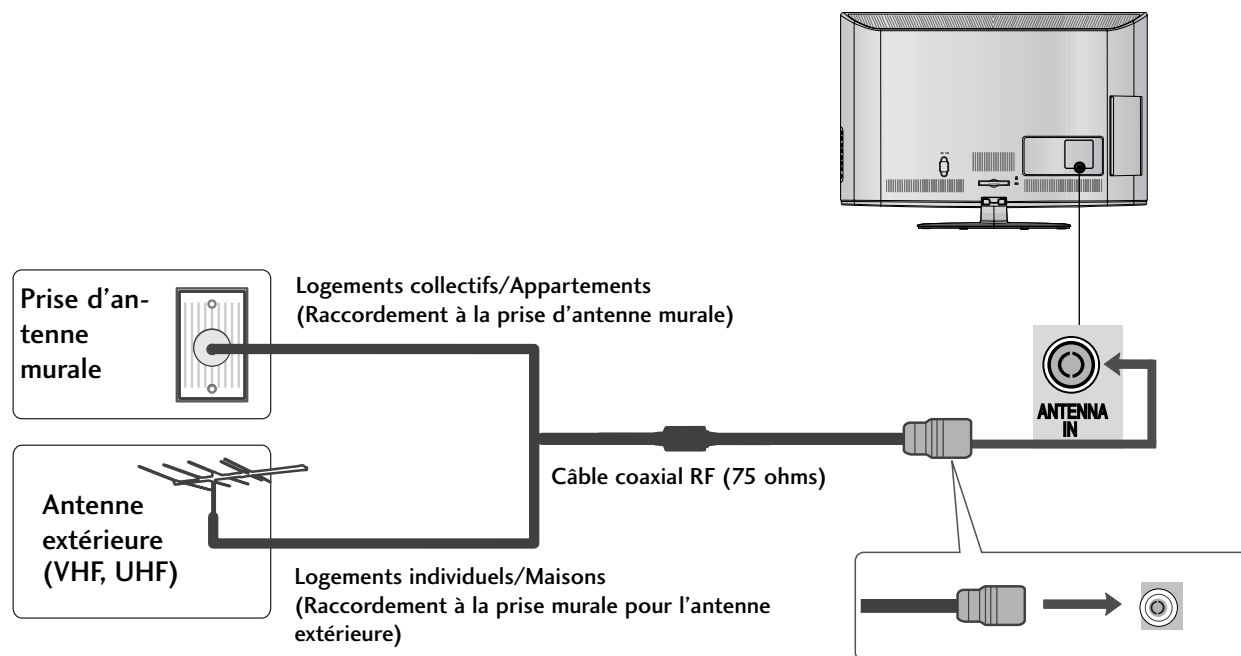 Prise d'an-
tenne
murale
Logements collectifs/Appartements
(Raccordement à la prise d'antenne murale)
ANTENNA
IN
Câble coaxial RF (75 ohms)
Antenne
extérieure
(VHF, UHF)
Logements individuels/Maisons
(Raccordement à la prise murale pour l'antenne
extérieure)